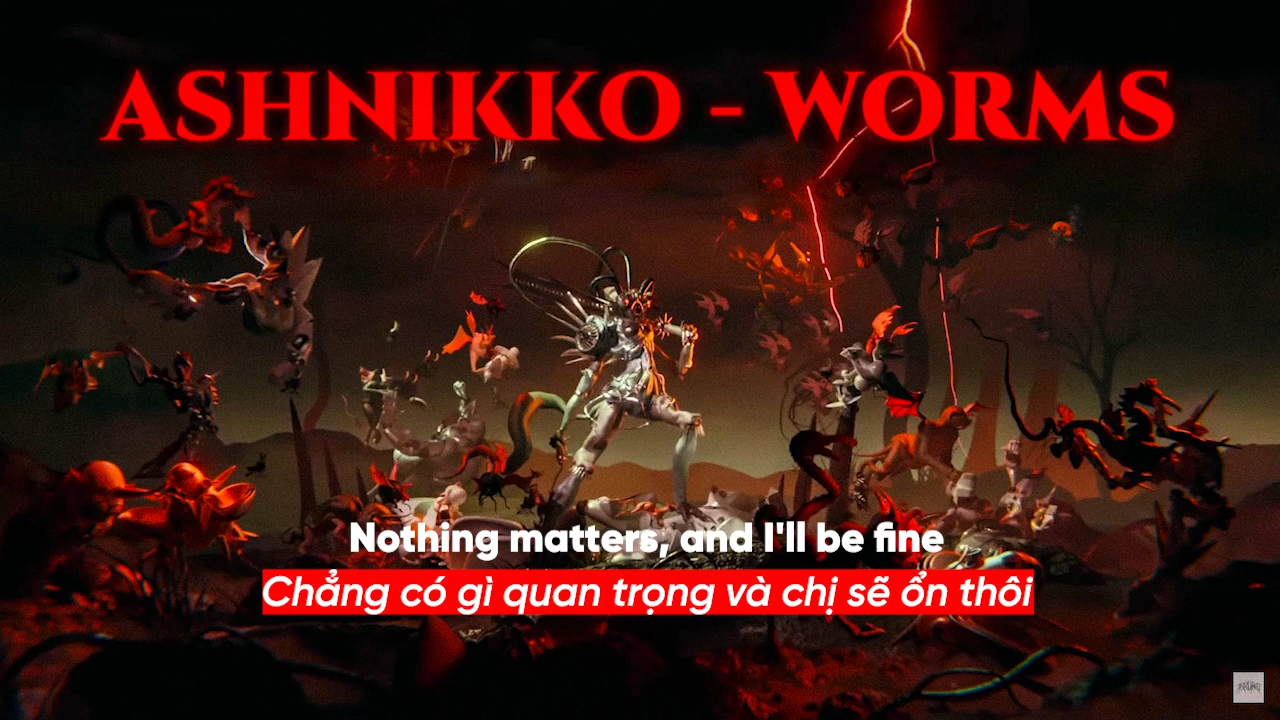 ASHNIKKO - WORMS
Nothing matters, and I'll be fine
Chẳng có gì quan trọng và chị sẽ ổn thôi